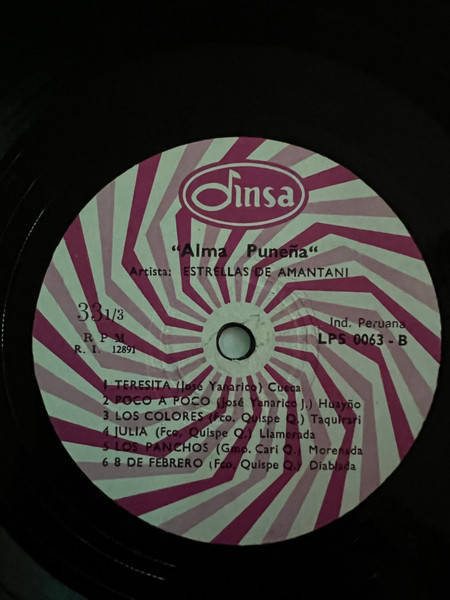 dinsa
"Alma Puneña"
Artista: ESTRELLAS DE AMANTANI
33 1/3
R P M
R. I. 12891
Ind. Peruana
LPS 0063 - B
1 TERESITA (José Yanarico) Cueca
2 POCO A POCO (José Yanarico J.) Huayño
3 LOS COLORES (Fco. Quispe Q.) Taquirari
4 JULIA (Fco, Quispe Q.) Llamerada
5 LOS PANCHOS (Gmo. Cari Q.) Morenada
6 8 DE FEBRERO (Fco, Quispe Q.) Diablada